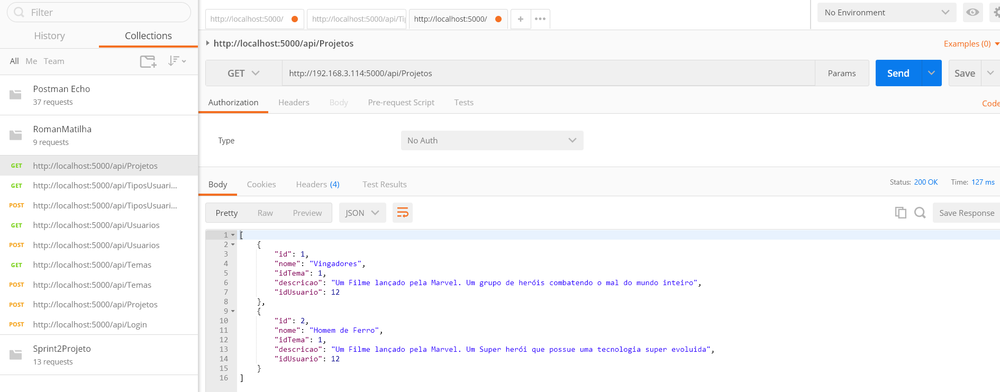 Filter
History Collections
All Me Team
Postman Echo
37 requests
RomanMatilha
9 requests
GET http://localhost:5000/api/Projetos
GET http://localhost:5000/api/TiposUsuari...
POST http://localhost:5000/api/TiposUsuari...
GET http://localhost:5000/api/Usuarios
POST http://localhost:5000/api/Usuarios
GET http://localhost:5000/api/Temas
POST http://localhost:5000/api/Temas
POST http://localhost:5000/api/Projetos
POST http://localhost:5000/api/Login
Sprint2Projeto
13 requests
http://localhost:5000/ http://localhost:5000/api/Tip http://localhost:5000/ + •••
No Environment
http://localhost:5000/api/Projetos
Examples (0)
GET http://192.168.3.114:5000/api/Projetos Params Send Save
Authorization Headers Body Pre-request Script Tests Code
Type No Auth
Body Cookies Headers (4) Test Results Status: 200 OK Time: 127 ms
Pretty Raw Preview JSON Save Response
1 [
2 {
3 "id": 1,
4 "nome": "Vingadores",
5 "idTema": 1,
6 "descricao": "Um Filme lançado pela Marvel. Um grupo de heróis combatendo o mal do mundo inteiro",
7 "idUsuario": 12
8 },
9 {
10 "id": 2,
11 "nome": "Homem de Ferro",
12 "idTema": 1,
13 "descricao": "Um Filme lançado pela Marvel. Um Super herói que possue uma tecnologia super evoluida",
14 "idUsuario": 12
15 }
16 ]